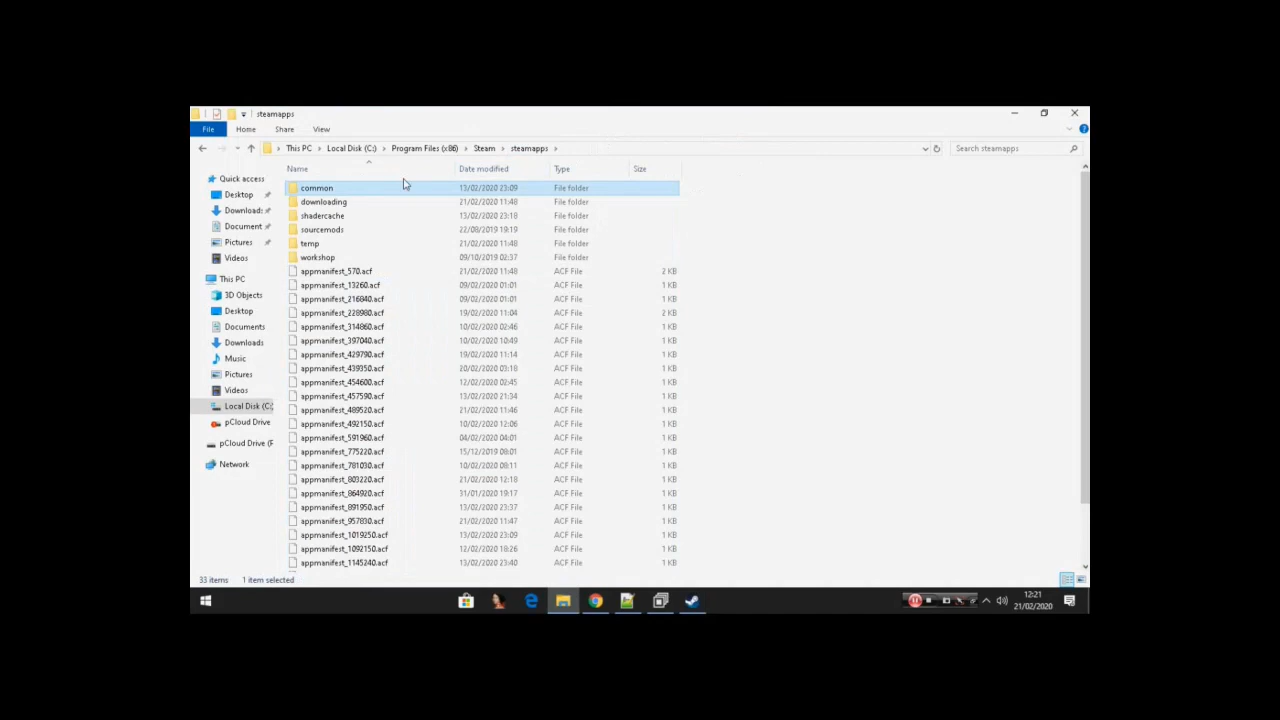 steamapps
File Home Share View
This PC Local Disk (C:) Program Files (x86) Steam steamapps
Search steamapps
Name Date modified Type Size
Quick access
Desktop
Download:
Document
Pictures
Videos
This PC
3D Objects
Desktop
Documents
Downloads
Music
Pictures
Videos
Local Disk (C:
pCloud Drive
pCloud Drive (F
Network
common 13/02/2020 23:09 File folder
downloading 21/02/2020 11:48 File folder
shadercache 13/02/2020 23:18 File folder
sourcemods 22/08/2019 19:19 File folder
temp 21/02/2020 11:48 File folder
workshop 09/10/2019 02:37 File folder
appmanifest_570.acf 21/02/2020 11:48 ACF File 2 KB
appmanifest_13260.acf 09/02/2020 01:01 ACF File 1 KB
appmanifest_216840.acf 09/02/2020 01:01 ACF File 1 KB
appmanifest_228980.acf 19/02/2020 11:04 ACF File 2 KB
appmanifest_314860.acf 10/02/2020 02:46 ACF File 1 KB
appmanifest_397040.acf 10/02/2020 10:49 ACF File 1 KB
appmanifest_429790.acf 19/02/2020 11:14 ACF File 1 KB
appmanifest_439350.acf 20/02/2020 03:18 ACF File 1 KB
appmanifest_454600.acf 12/02/2020 02:45 ACF File 1 KB
appmanifest_457590.acf 13/02/2020 21:34 ACF File 1 KB
appmanifest_489520.acf 21/02/2020 11:46 ACF File 1 KB
appmanifest_492150.acf 10/02/2020 12:06 ACF File 1 KB
appmanifest_591960.acf 04/02/2020 04:01 ACF File 1 KB
appmanifest_775220.acf 15/12/2019 08:01 ACF File 1 KB
appmanifest_781030.acf 10/02/2020 08:11 ACF File 1 KB
appmanifest_803220.acf 21/02/2020 12:18 ACF File 1 KB
appmanifest_864920.acf 31/01/2020 19:17 ACF File 1 KB
appmanifest_891950.acf 13/02/2020 23:37 ACF File 1 KB
appmanifest_957830.acf 21/02/2020 11:47 ACF File 1 KB
appmanifest_1019250.acf 13/02/2020 23:09 ACF File 1 KB
appmanifest_1092150.acf 12/02/2020 18:26 ACF File 1 KB
appmanifest_1145240.acf 13/02/2020 23:40 ACF File 1 KB
33 items 1 item selected
12:21
21/02/2020